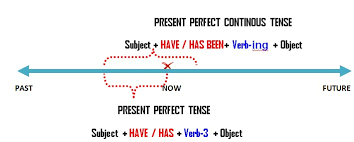 PRESENT PERFECT CONTINOUS TENSE
Subject + HAVE / HAS BEEN + Verb-ing + Object
PAST NOW FUTURE
PRESENT PERFECT TENSE
Subject + HAVE / HAS + Verb-3 + Object